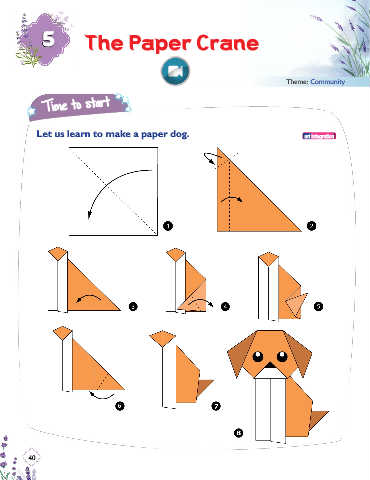 5
The Paper Crane
Theme: Community
Time to start
Let us learn to make a paper dog.
art integration
1
2
3
4
5
6
7
8
40